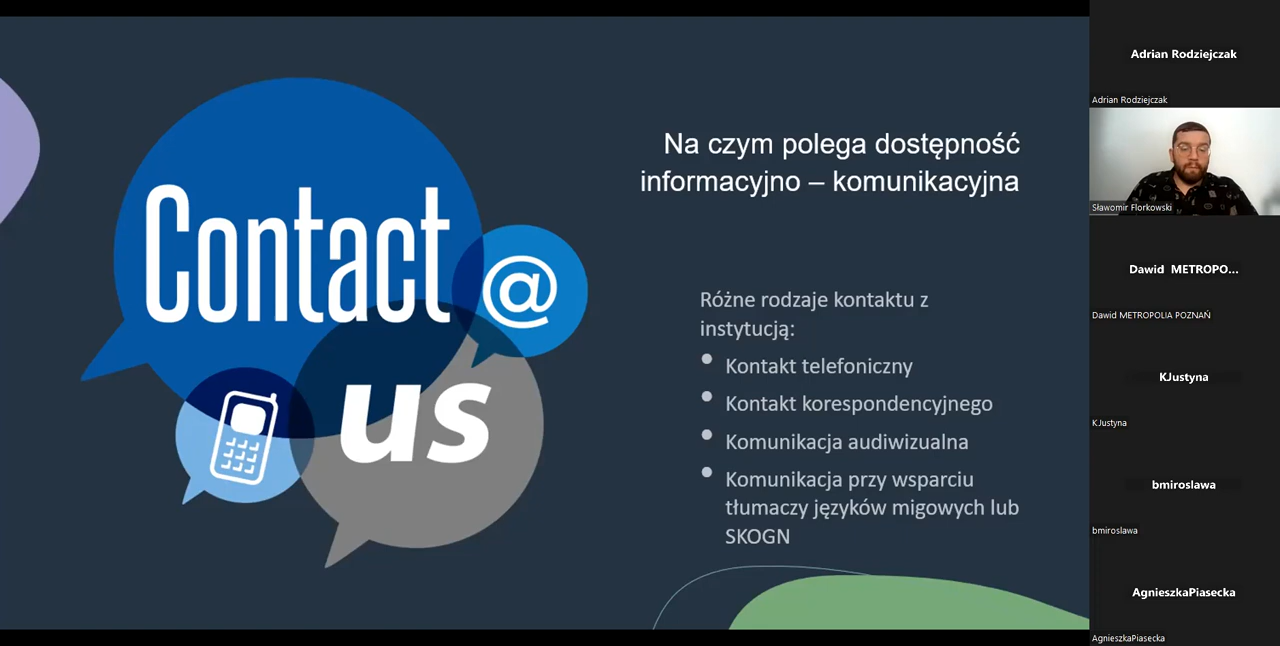 Contact
@
us
Na czym polega dostępność
informacyjno – komunikacyjna
Różne rodzaje kontaktu z
instytucją:
Kontakt telefoniczny
Kontakt korespondencyjnego
Komunikacja audiwizualna
Komunikacja przy wsparciu
tłumaczy języków migowych lub
SKOGN
Adrian Rodziejczak
Adrian Rodziejczak
Sławomir Florkowski
Dawid METROPO...
Dawid METROPOLIA POZNAŃ
KJustyna
KJustyna
bmiroslawa
bmiroslawa
AgnieszkaPiasecka
AgnieszkaPiasecka